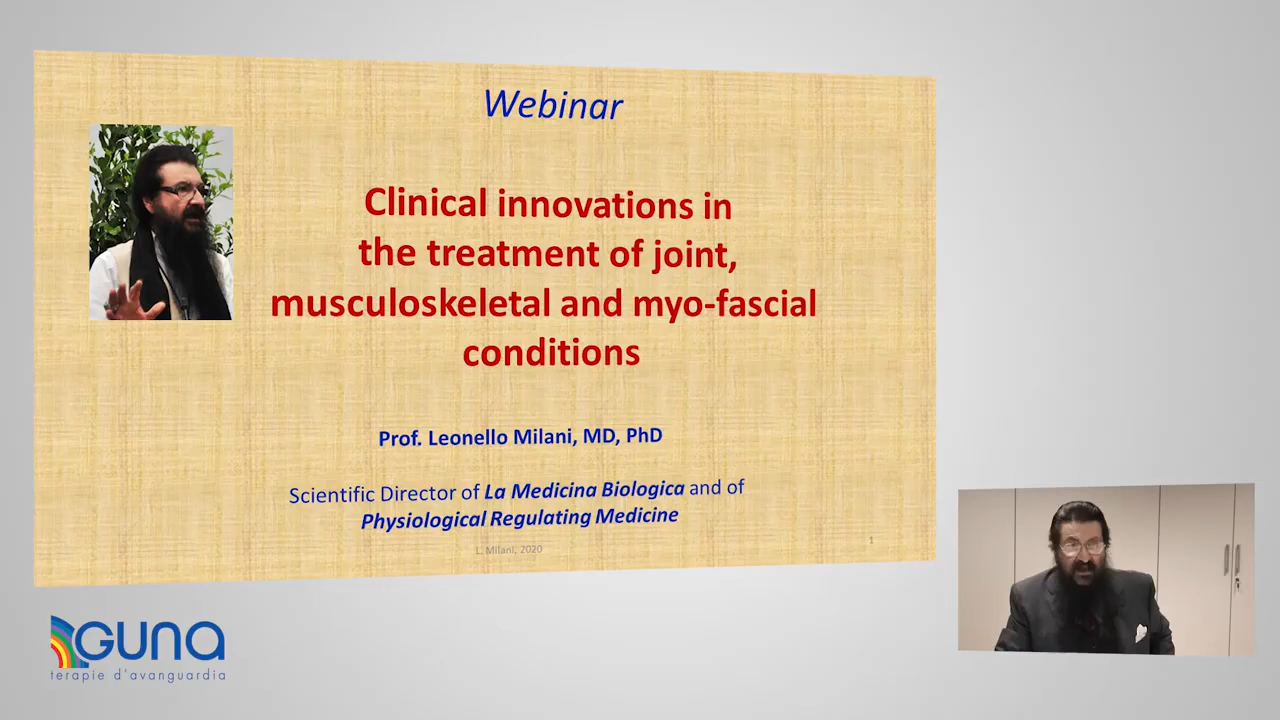 Webinar
Clinical innovations in
the treatment of joint,
musculoskeletal and myo-fascial
conditions
Prof. Leonello Milani, MD, PhD
Scientific Director of La Medicina Biologica and of
Physiological Regulating Medicine
L. Milani, 2020
1
GUNA
terapie d'avanguardia